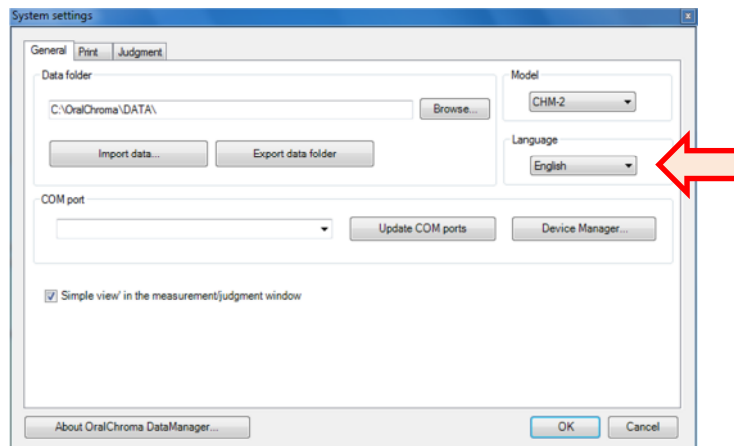 System settings
General Print Judgment
Data folder
C:\OralChroma\DATA\
Browse...
Import data...
Export data folder
Model
CHM-2
Language
English
COM port
Update COM ports
Device Manager...
Simple view' in the measurement/judgment window
About OralChroma DataManager...
OK
Cancel